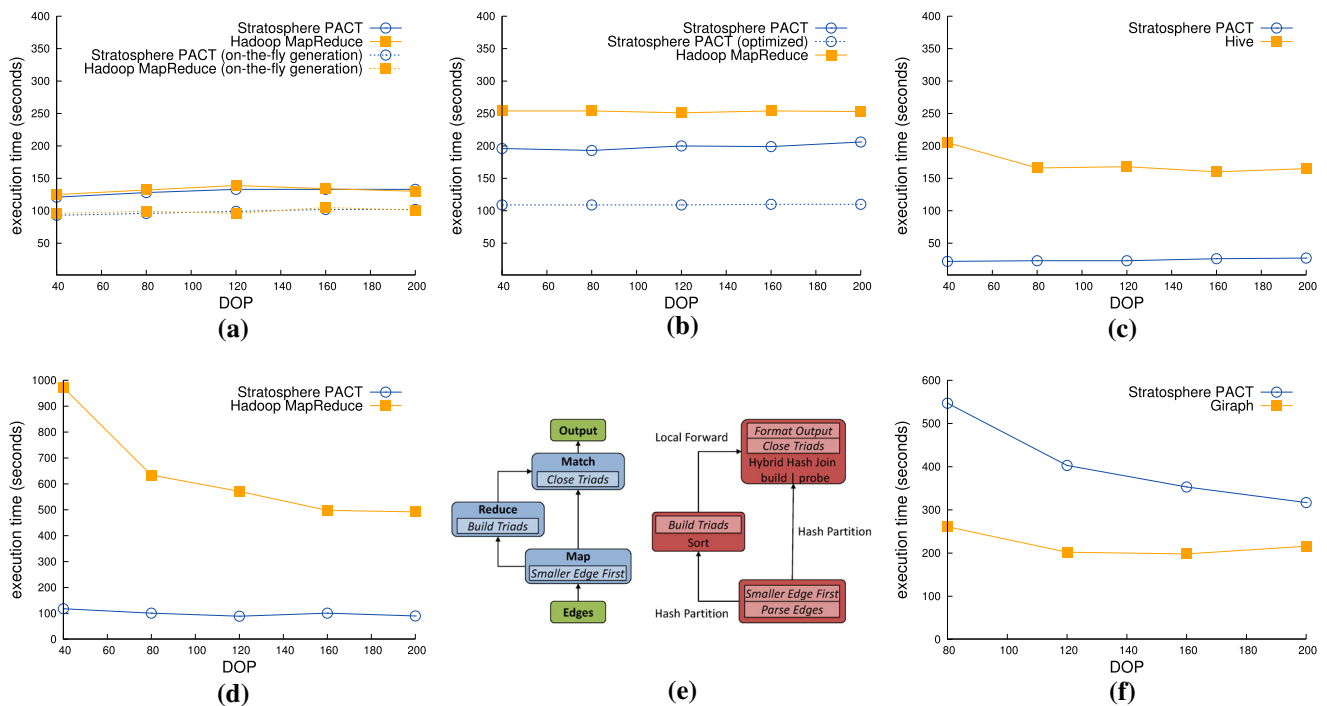 Stratosphere PACT
Hadoop MapReduce
Stratosphere PACT (on-the-fly generation)
Hadoop MapReduce (on-the-fly generation)
execution time (seconds)
400
350
300
250
200
150
100
50
40 60 80 100 120 140 160 180 200
DOP
(a)
Stratosphere PACT
Stratosphere PACT (optimized)
Hadoop MapReduce
execution time (seconds)
400
350
300
250
200
150
100
50
40 60 80 100 120 140 160 180 200
DOP
(b)
Stratosphere PACT
Hive
execution time (seconds)
400
350
300
250
200
150
100
50
40 60 80 100 120 140 160 180 200
DOP
(c)
Stratosphere PACT
Hadoop MapReduce
execution time (seconds)
1000
900
800
700
600
500
400
300
200
100
0
40 60 80 100 120 140 160 180 200
DOP
(d)
Output
Match
Close Triads
Reduce
Build Triads
Map
Smaller Edge First
Edges
Local Forward
Format Output
Close Triads
Hybrid Hash Join
build | probe
Build Triads
Sort
Hash Partition
Hash Partition
Smaller Edge First
Parse Edges
(e)
Stratosphere PACT
Giraph
execution time (seconds)
600
500
400
300
200
100
0
80 100 120 140 160 180 200
DOP
(f)